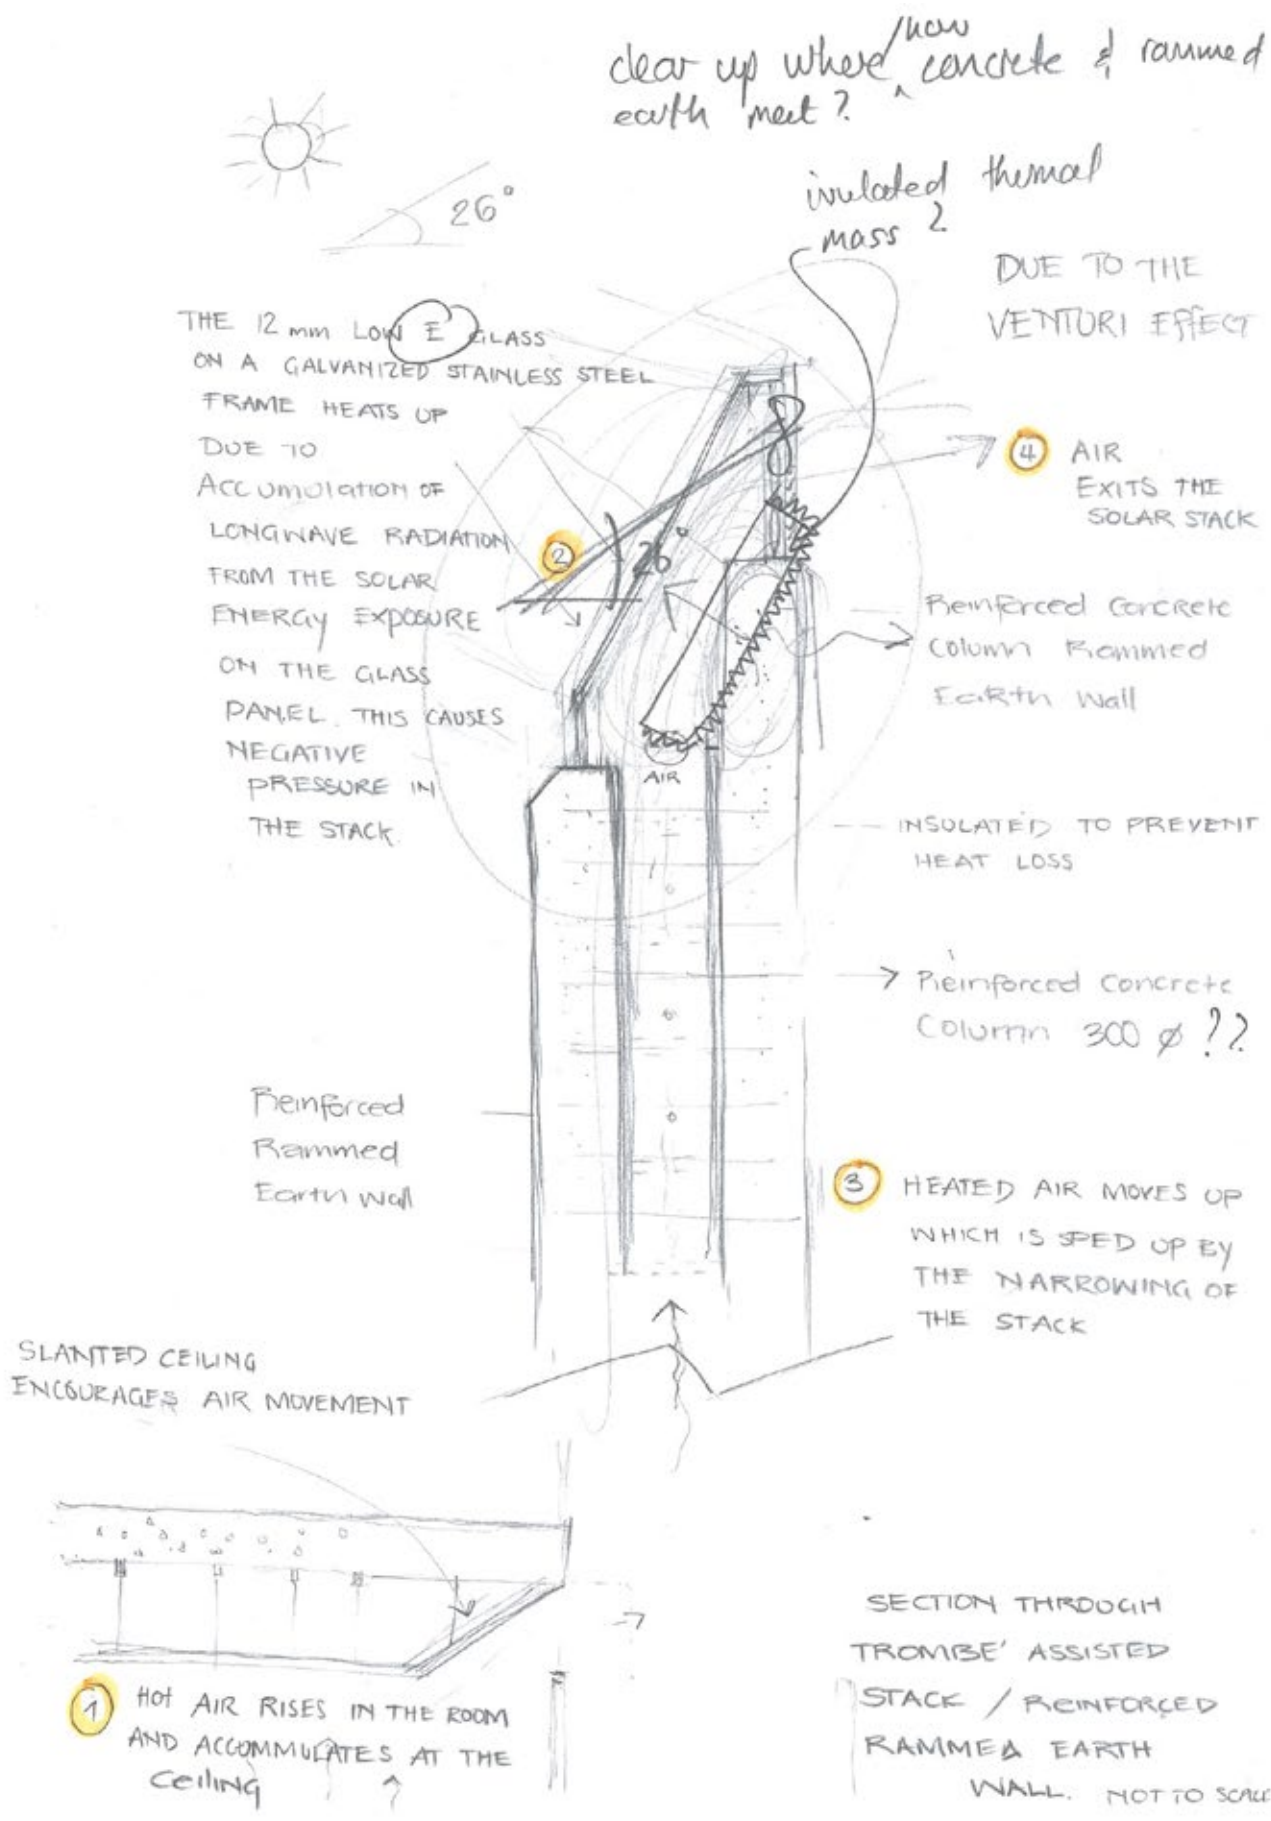 clear up where/how concrete & rammed
earth meet?
26°
insulated thermal
mass?
DUE TO THE
VENTURI EFFECT
THE 12 mm LOW E GLASS
ON A GALVANIZED STAINLESS STEEL
FRAME HEATS UP
DUE TO
ACCUMULATION OF
LONGWAVE RADIATION
FROM THE SOLAR
ENERGY EXPOSURE
ON THE GLASS
PANEL. THIS CAUSES
NEGATIVE
PRESSURE IN
THE STACK.
2
26°
4 AIR
EXITS THE
SOLAR STACK
Reinforced Concrete
Column Rammed
Earth Wall
AIR
INSULATED TO PREVENT
HEAT LOSS
Reinforced Concrete
Column 300 ø ??
Reinforced
Rammed
Earth Wall
3 HEATED AIR MOVES UP
WHICH IS SPED UP BY
THE NARROWING OF
THE STACK
SLANTED CEILING
ENCOURAGES AIR MOVEMENT
1 HOT AIR RISES IN THE ROOM
AND ACCOMMULATES AT THE
CEILING
SECTION THROUGH
TROMBE' ASSISTED
STACK / REINFORCED
RAMMED EARTH
WALL. NOT TO SCALE